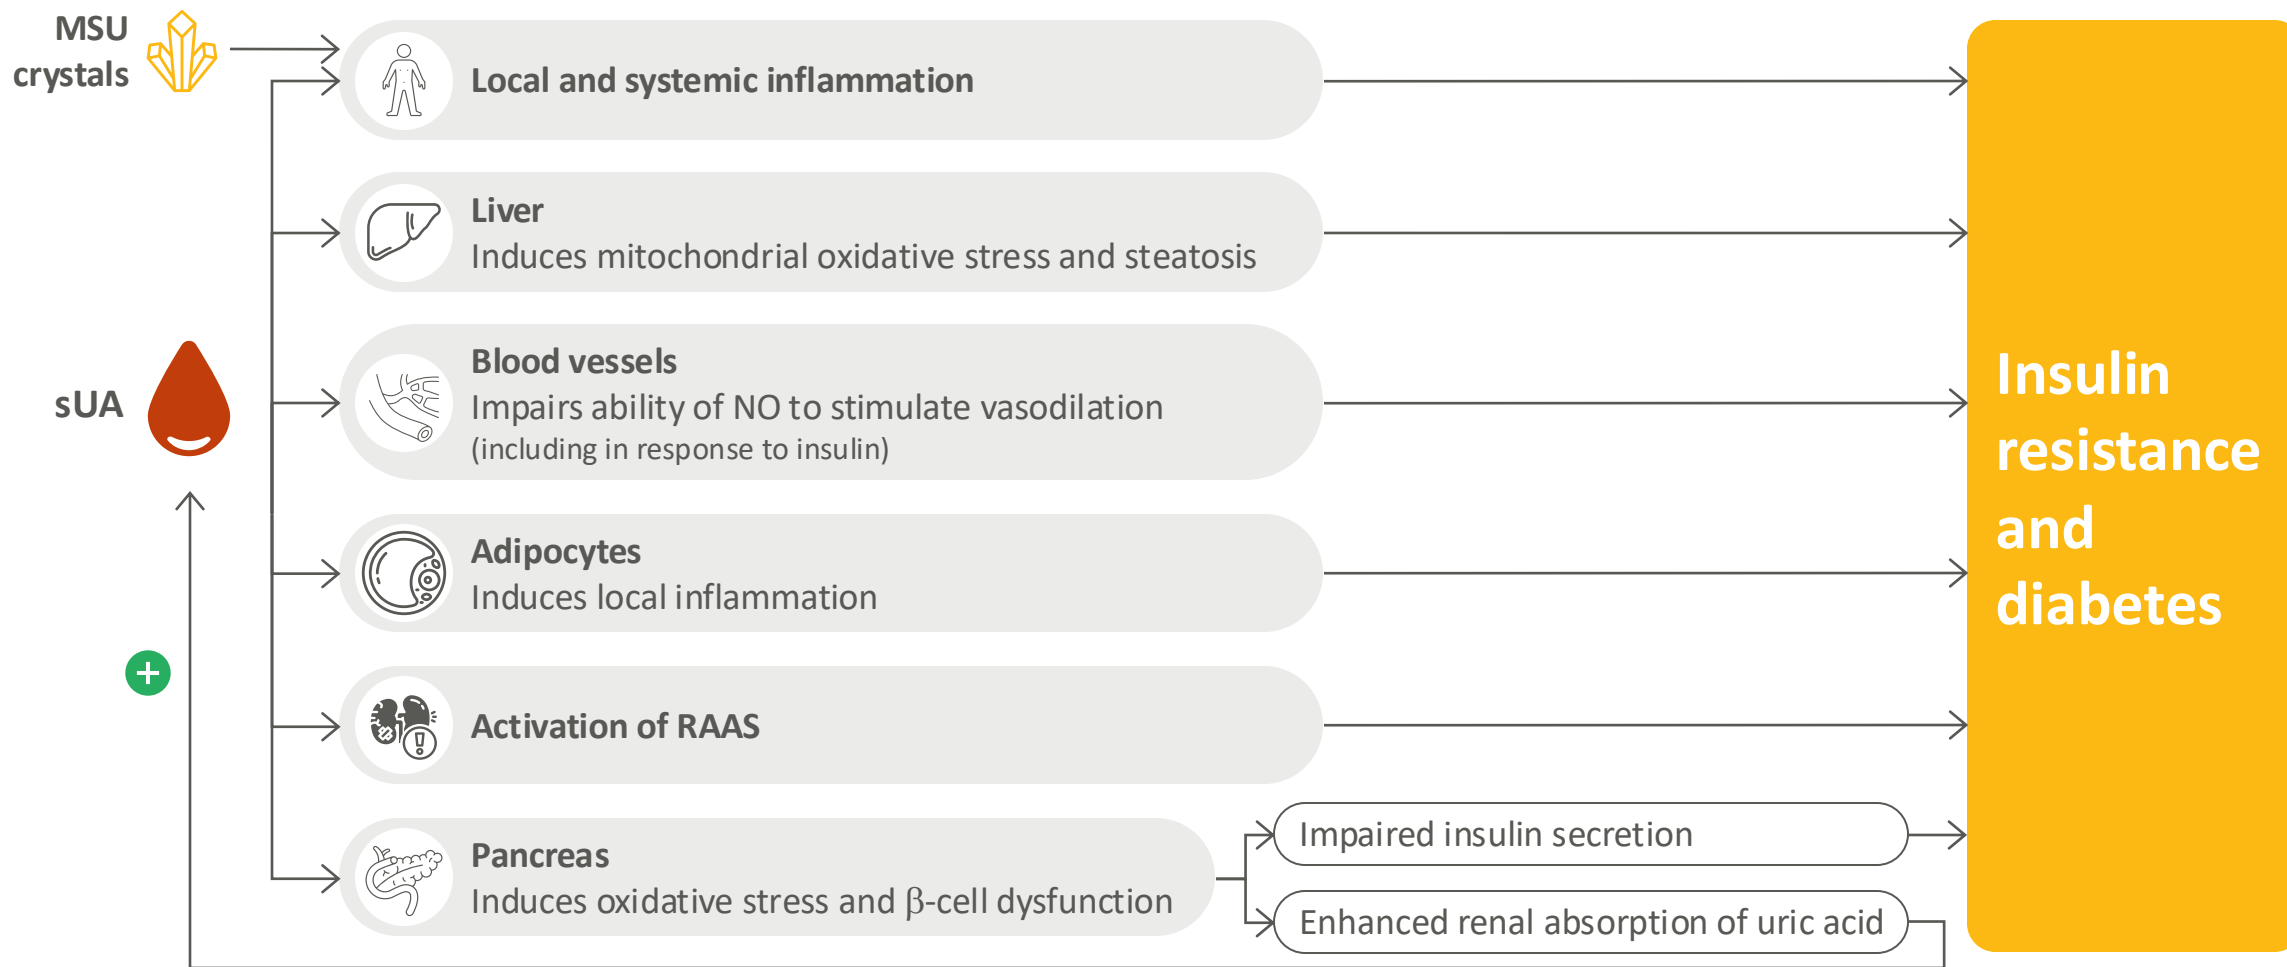 MSU
crystals
Local and systemic inflammation
Liver
Induces mitochondrial oxidative stress and steatosis
Blood vessels
Impairs ability of NO to stimulate vasodilation
(including in response to insulin)
sUA
Adipocytes
Induces local inflammation
+
Activation of RAAS
Pancreas
Induces oxidative stress and β-cell dysfunction
Impaired insulin secretion
Enhanced renal absorption of uric acid
Insulin
resistance
and
diabetes